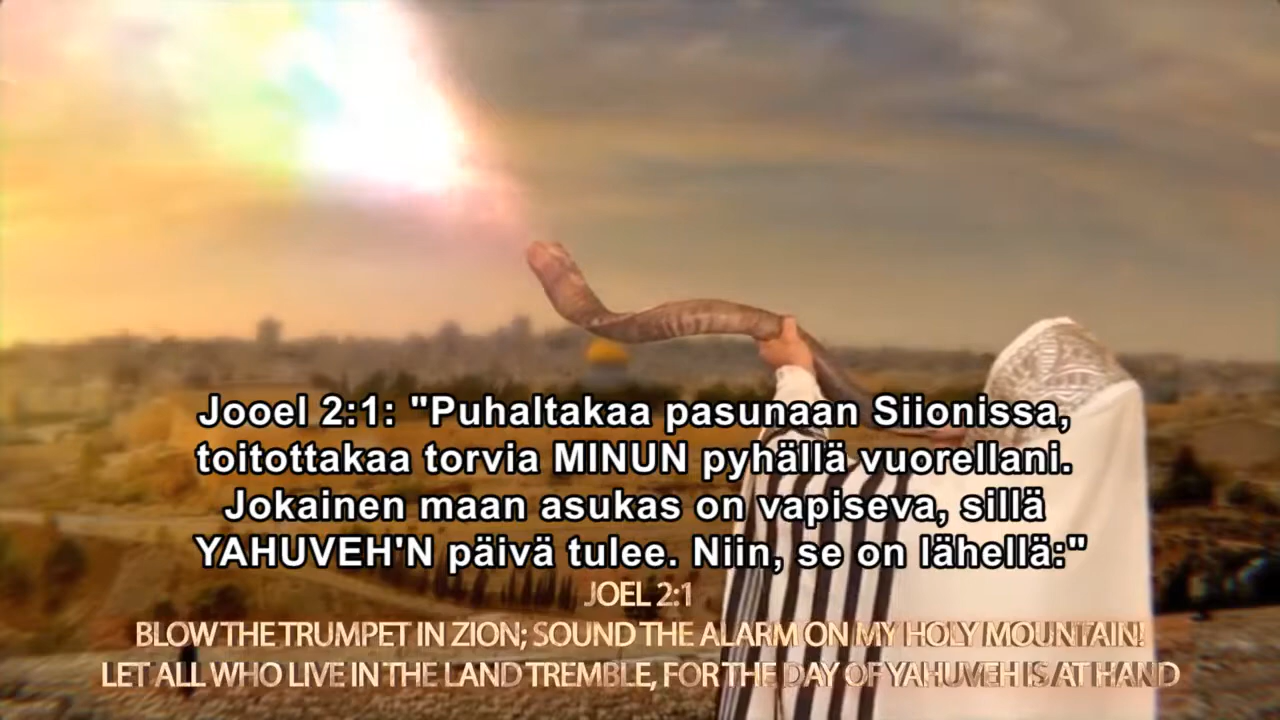 Jooel 2:1: "Puhaltakaa pasunaan Siionissa,
toitottakaa torvia MINUN pyhällä vuorellani.
Jokainen maan asukas on vapiseva, sillä
YAHUVEH'N päivä tulee. Niin, se on lähellä:"
JOEL 2:1
BLOW THE TRUMPET IN ZION; SOUND THE ALARM ON MY HOLY MOUNTAIN!
LET ALL WHO LIVE IN THE LAND TREMBLE, FOR THE DAY OF YAHUVEH IS AT HAND